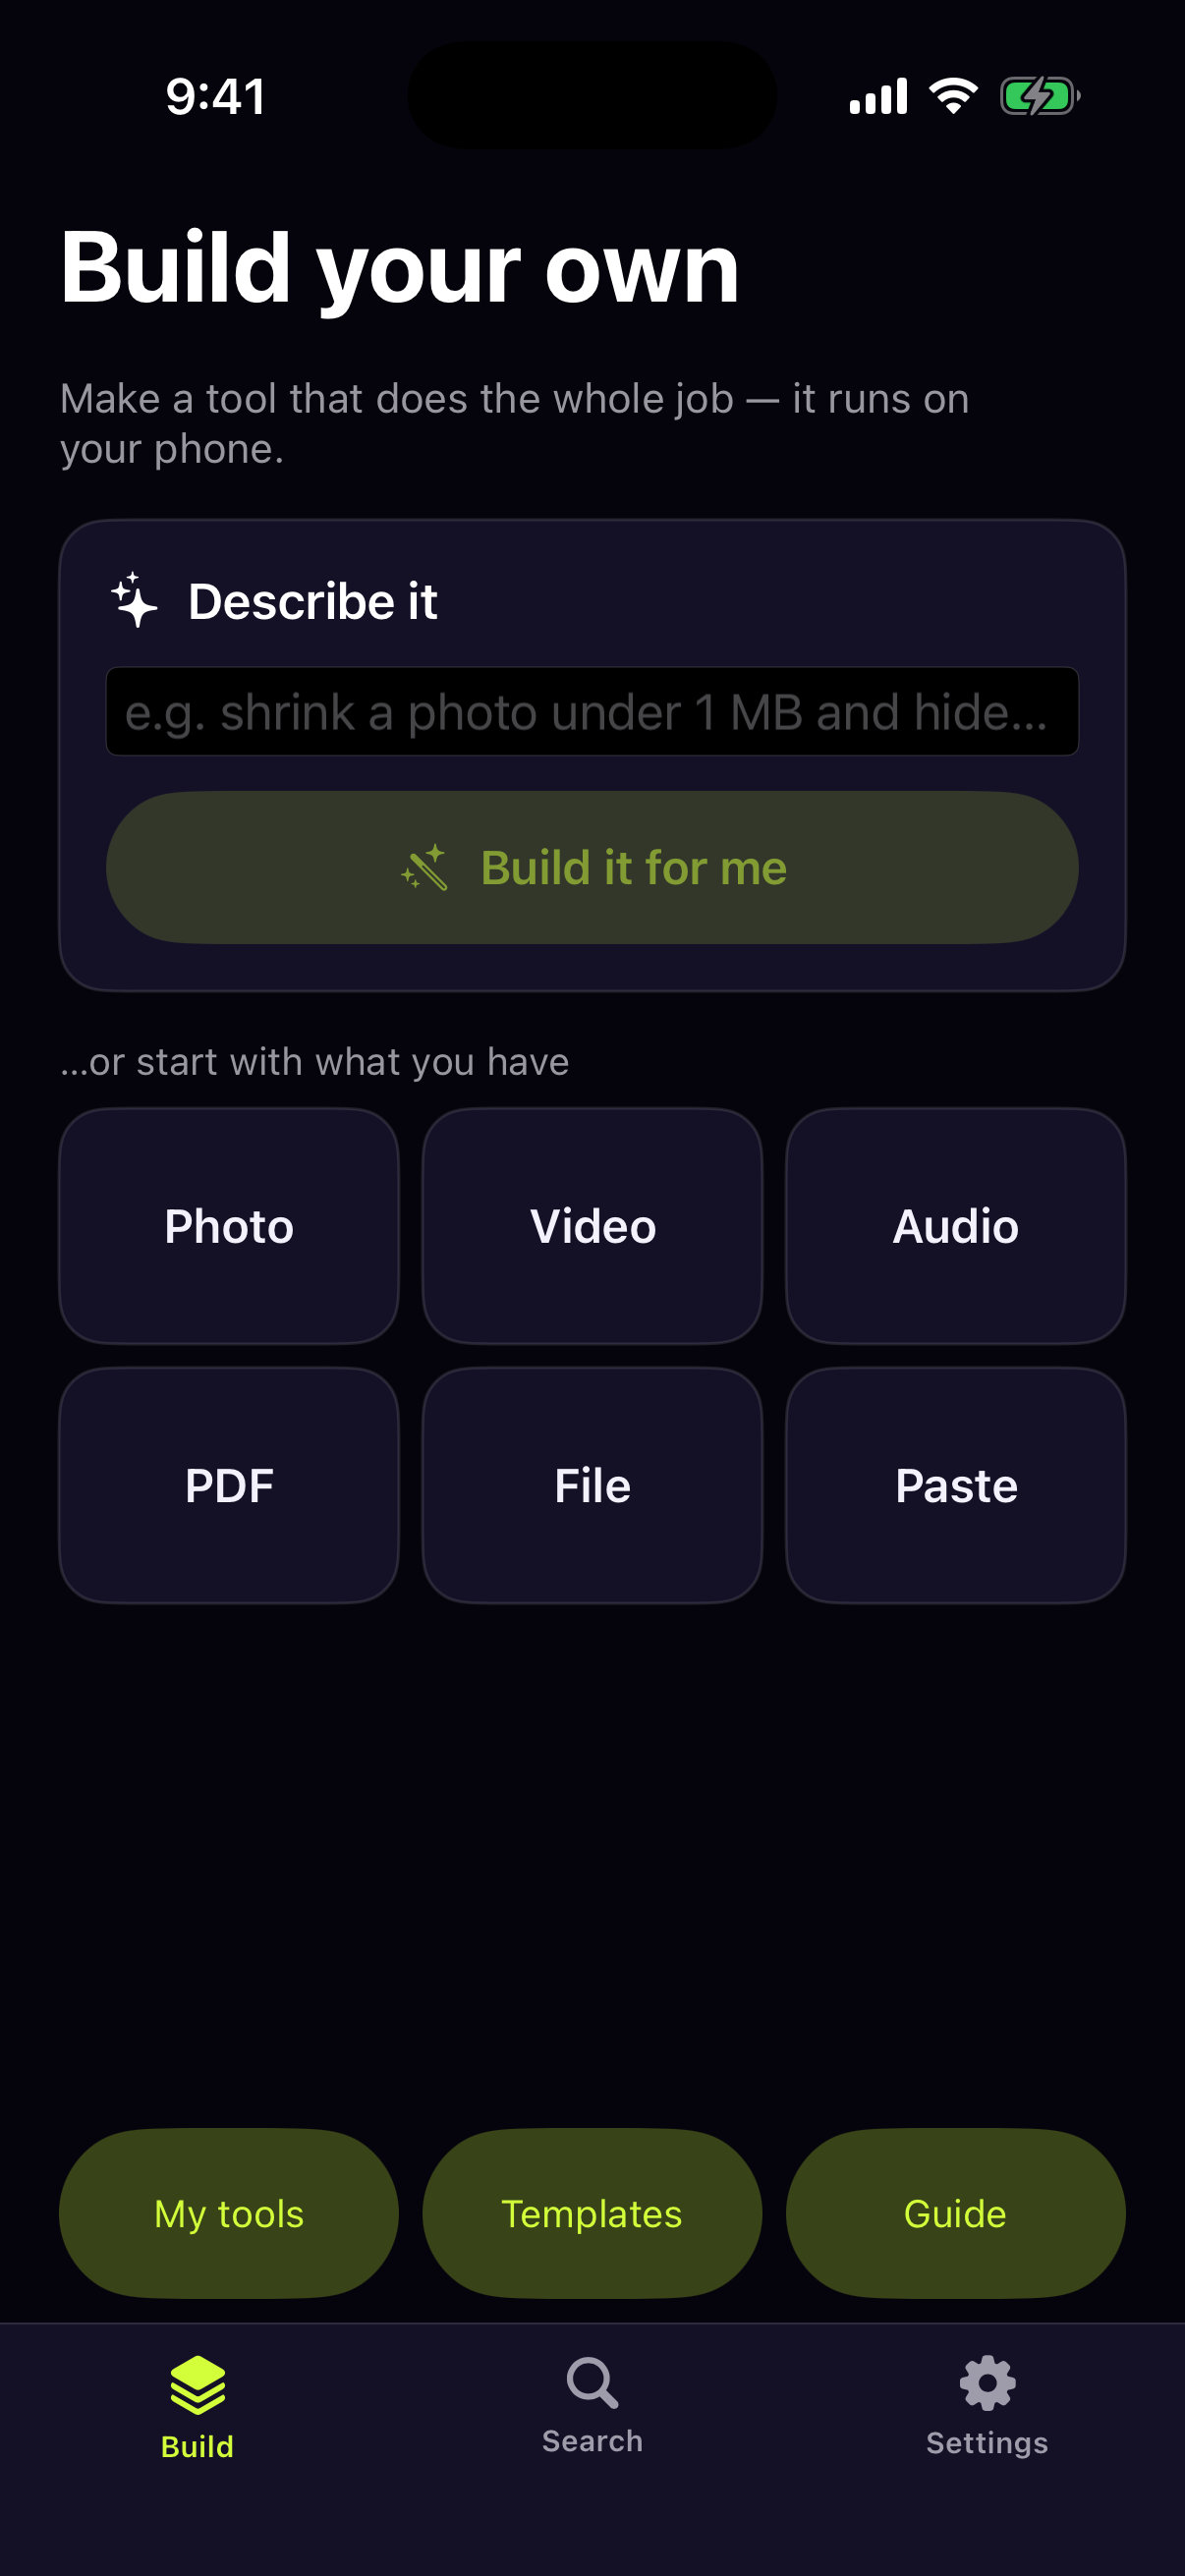 9:41
Build your own
Make a tool that does the whole job — it runs on
your phone.
Describe it
e.g. shrink a photo under 1 MB and hide...
Build it for me
...or start with what you have
Photo
Video
Audio
PDF
File
Paste
My tools
Templates
Guide
Build
Search
Settings